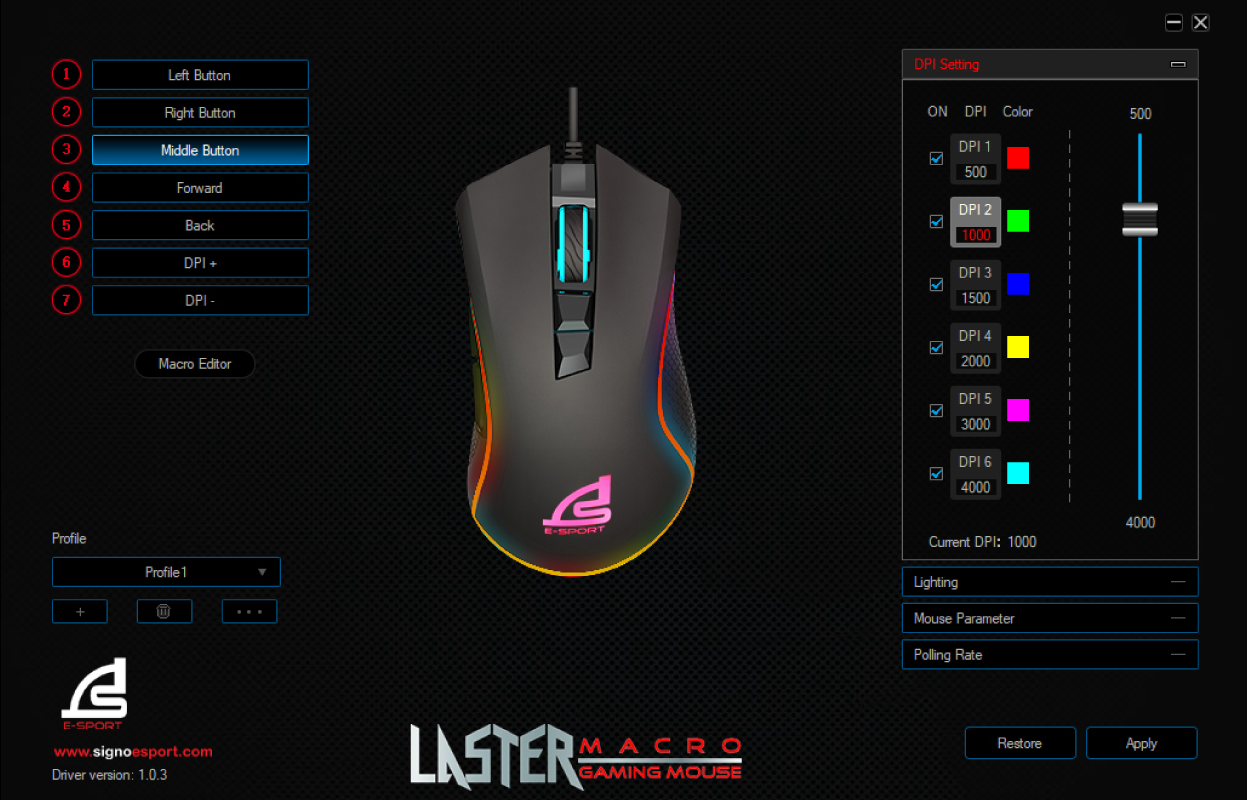 1 Left Button
2 Right Button
3 Middle Button
4 Forward
5 Back
6 DPI +
7 DPI -
Macro Editor
Profile
Profile1
+
...
E-SPORT
www.signoesport.com
Driver version: 1.0.3
E-SPORT
LASTER MACRO
GAMING MOUSE
DPI Setting
ON DPI Color
500
DPI 1
500
DPI 2
1000
DPI 3
1500
DPI 4
2000
DPI 5
3000
DPI 6
4000
4000
Current DPI: 1000
Lighting
Mouse Parameter
Polling Rate
Restore Apply